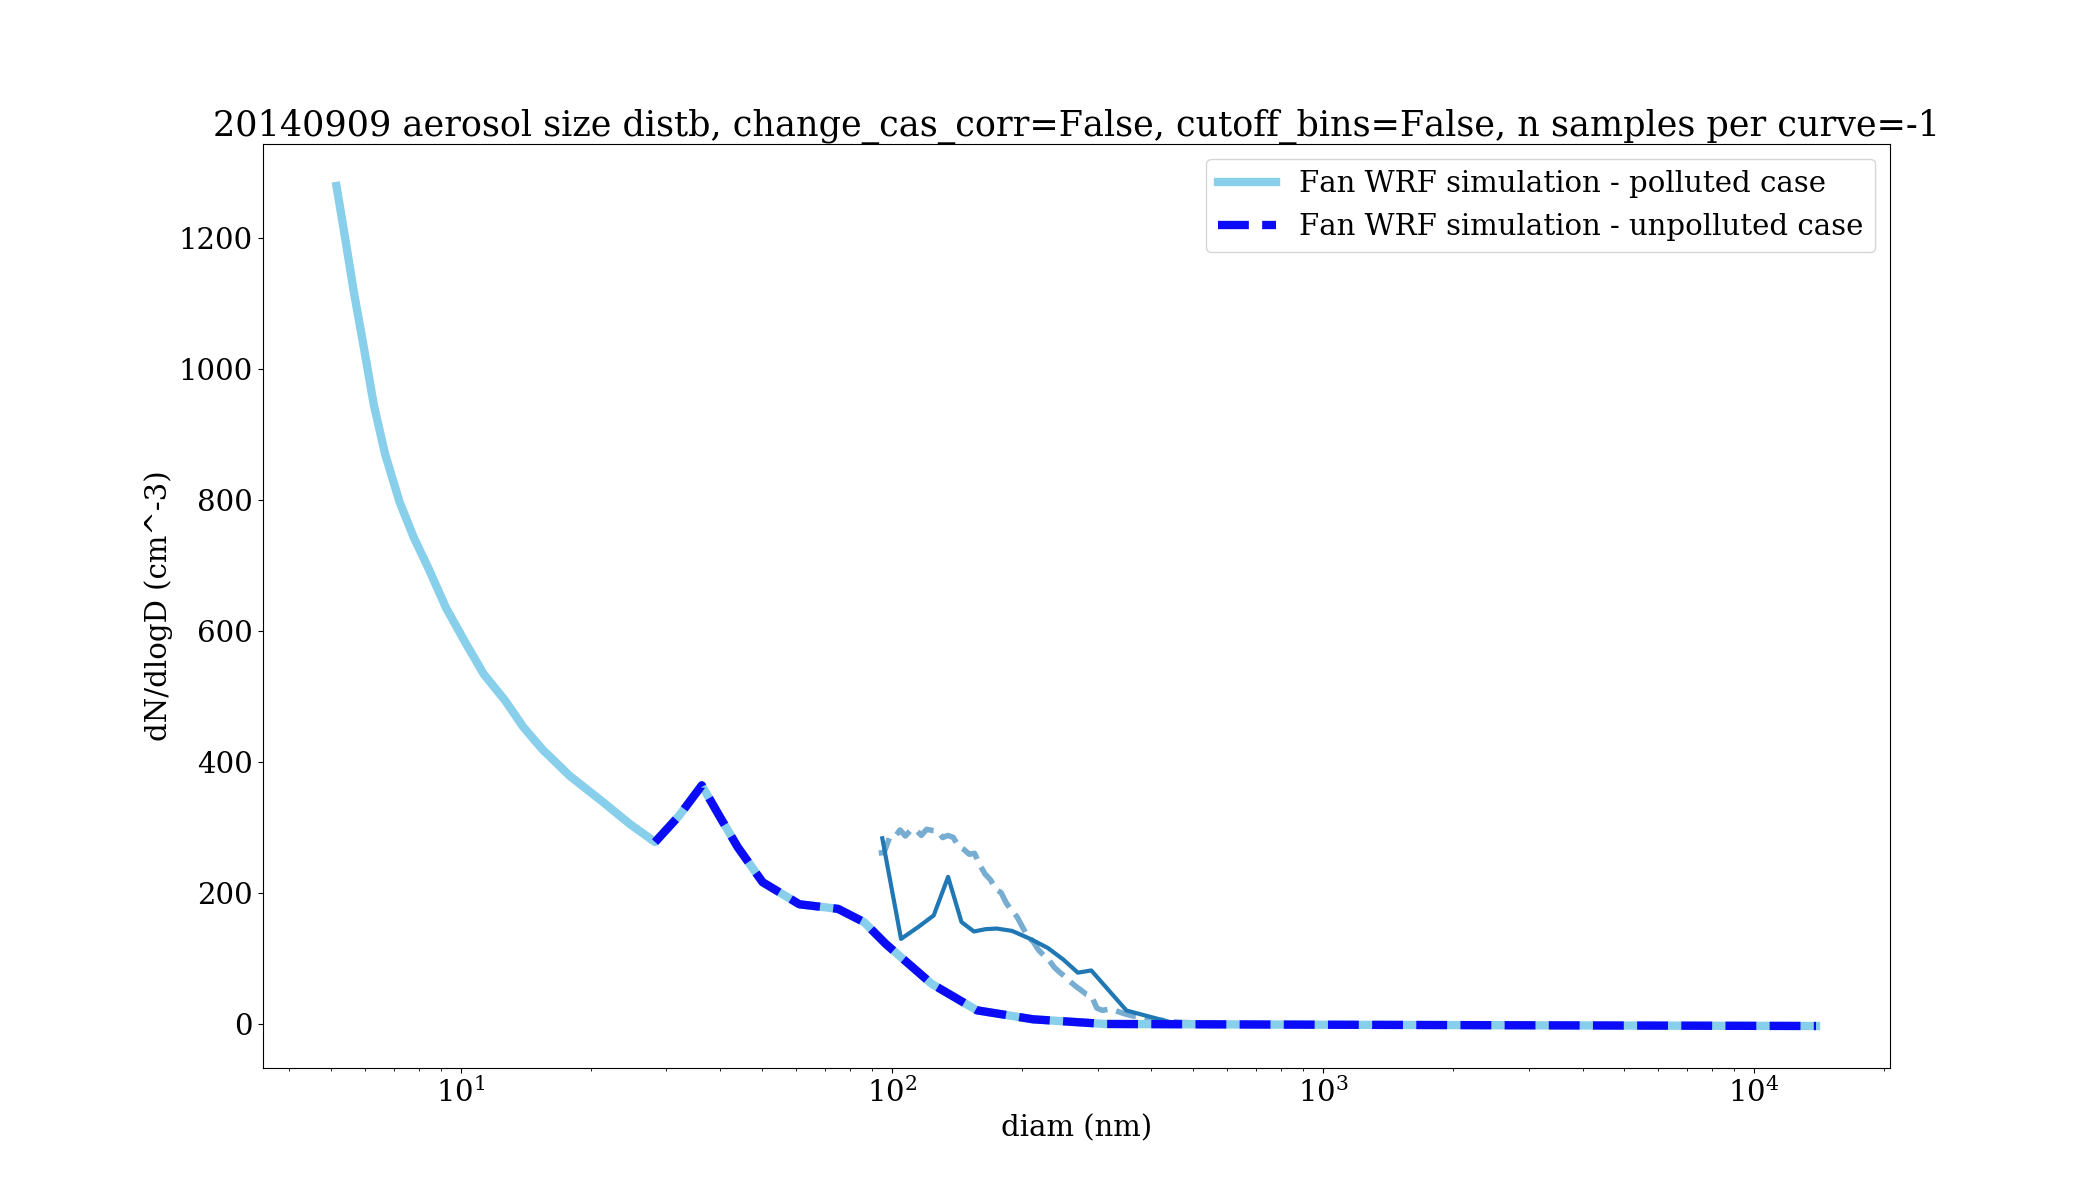 20140909 aerosol size distb, change_cas_corr=False, cutoff_bins=False, n samples per curve=-1
Fan WRF simulation - polluted case
Fan WRF simulation - unpolluted case
1200
1000
800
600
400
200
0
dN/dlogD (cm^-3)
10¹ 10² 10³ 10⁴
diam (nm)